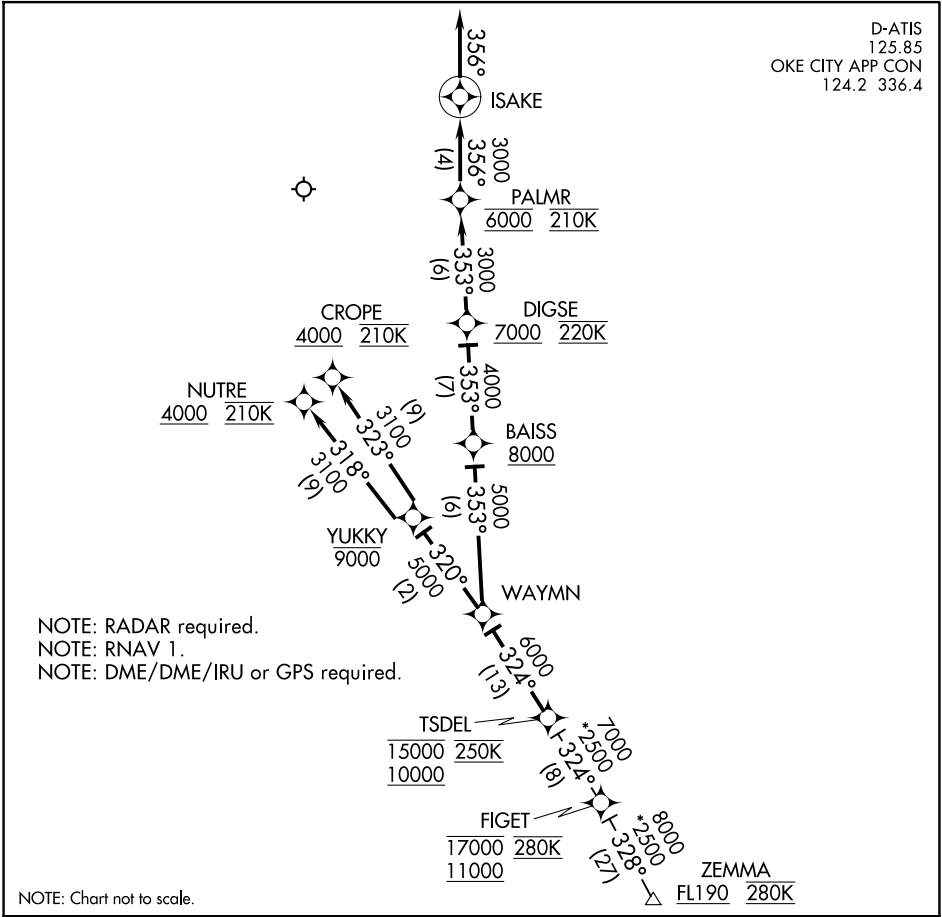 D-ATIS
125.85
OKE CITY APP CON
124.2 336.4
356°
ISAKE
3000
356°
(4)
PALMR
6000 210K
3000
353°
(6)
DIGSE
7000 220K
CROPE
4000 210K
NUTRE
4000 210K
4000
353°
(7)
BAISS
8000
(9)
3100
323°
318°
3100
(9)
5000
353°
(6)
YUKKY
9000
320°
5000
(2)
WAYMN
NOTE: RADAR required.
NOTE: RNAV 1.
NOTE: DME/DME/IRU or GPS required.
6000
324°
(13)
TSDEL
15000 250K
10000
7000
*2500
324°
(8)
FIGET
17000 280K
11000
8000
*2500
328°
(27)
ZEMMA
FL190 280K
NOTE: Chart not to scale.